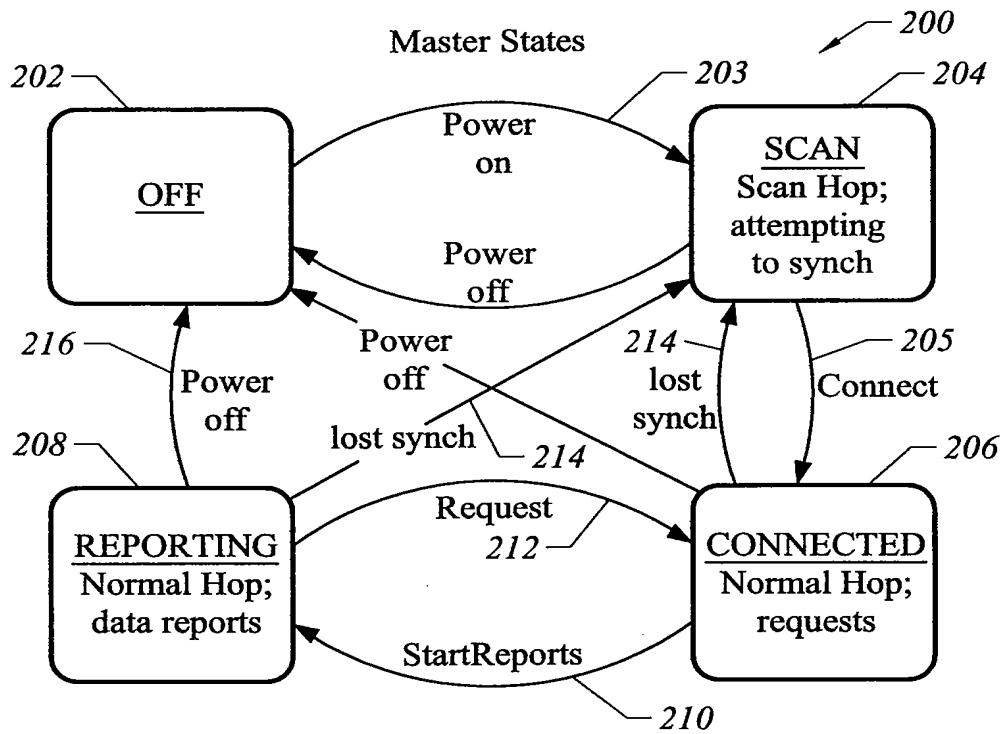 Master States
200
202
203
204
Power
on
OFF
SCAN
Scan Hop;
attempting
to synch
Power
off
216
Power
off
Power
off
214
lost
synch
205
Connect
208
lost synch
214
206
REPORTING
Normal Hop;
data reports
Request
212
CONNECTED
Normal Hop;
requests
StartReports
210